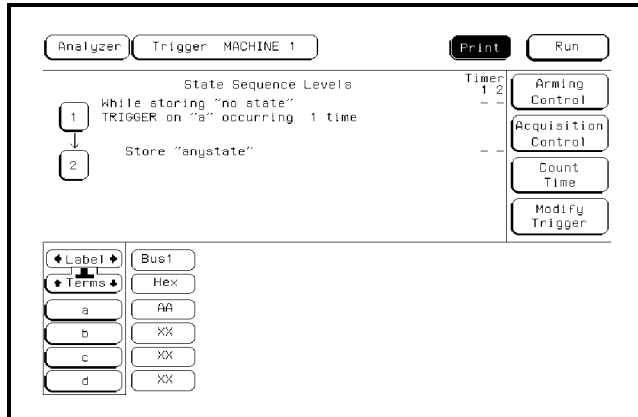 Analyzer Trigger MACHINE 1 Print Run
State Sequence Levels
Timer
1 2
While storing "no state"
- -
1
TRIGGER on "a" occurring 1 time
2
Store "anystate"
- -
Arming
Control
Acquisition
Control
Count
Time
Modify
Trigger
Label Bus1
Terms Hex
a AA
b XX
c XX
d XX